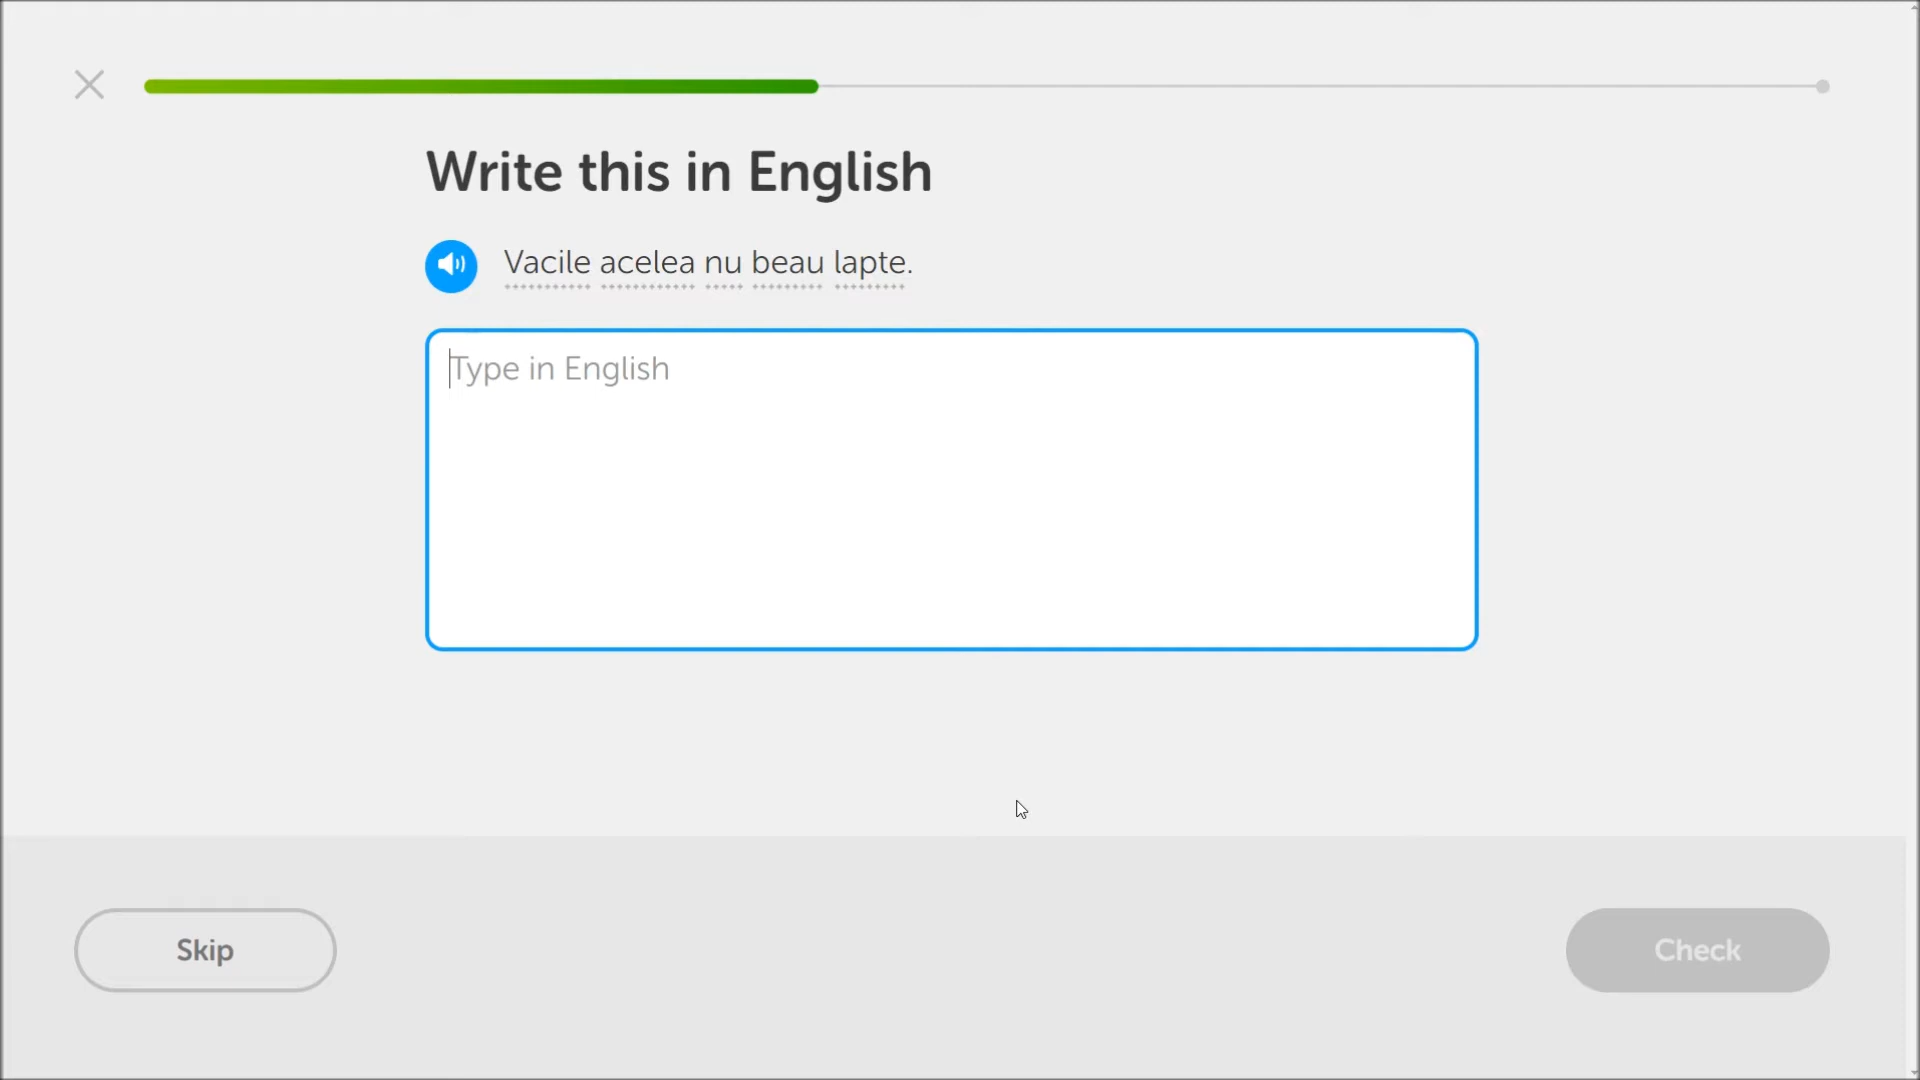 Write this in English
Vacile acelea nu beau lapte.
Type in English
Skip
Check